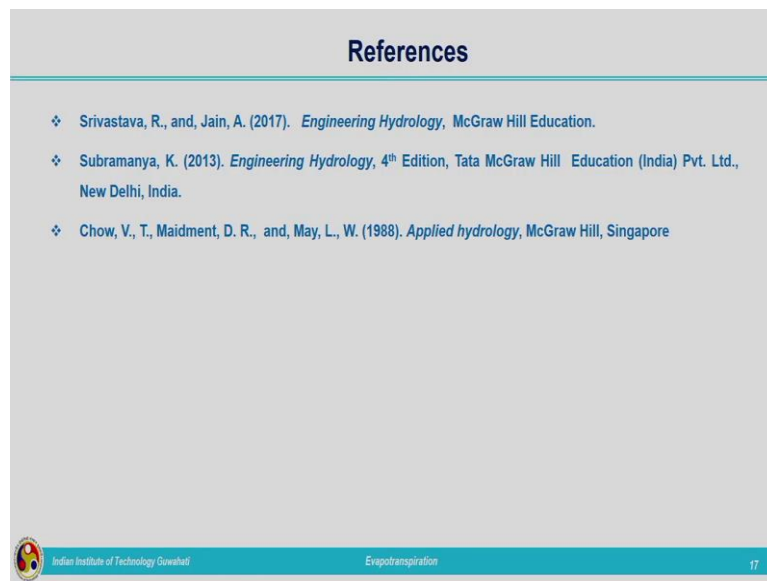 References
❖ Srivastava, R., and, Jain, A. (2017). Engineering Hydrology, McGraw Hill Education.
❖ Subramanya, K. (2013). Engineering Hydrology, 4th Edition, Tata McGraw Hill Education (India) Pvt. Ltd.,
New Delhi, India.
❖ Chow, V., T., Maidment, D. R., and, May, L., W. (1988). Applied hydrology, McGraw Hill, Singapore
Indian Institute of Technology Guwahati Evapotranspiration 17